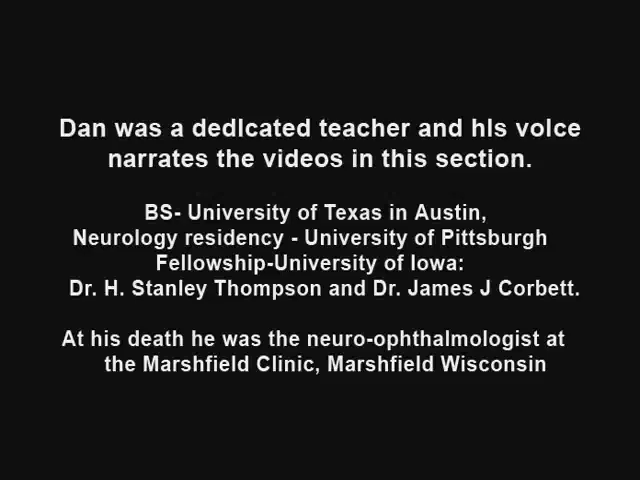 Dan was a dedIcated teacher and hIs voIce
narrates the videos in this section.
BS- University of Texas in Austin,
Neurology residency - University of Pittsburgh
Fellowship-University of Iowa:
Dr. H. Stanley Thompson and Dr. James J Corbett.
At his death he was the neuro-ophthalmologist at
the Marshfield Clinic, Marshfield Wisconsin